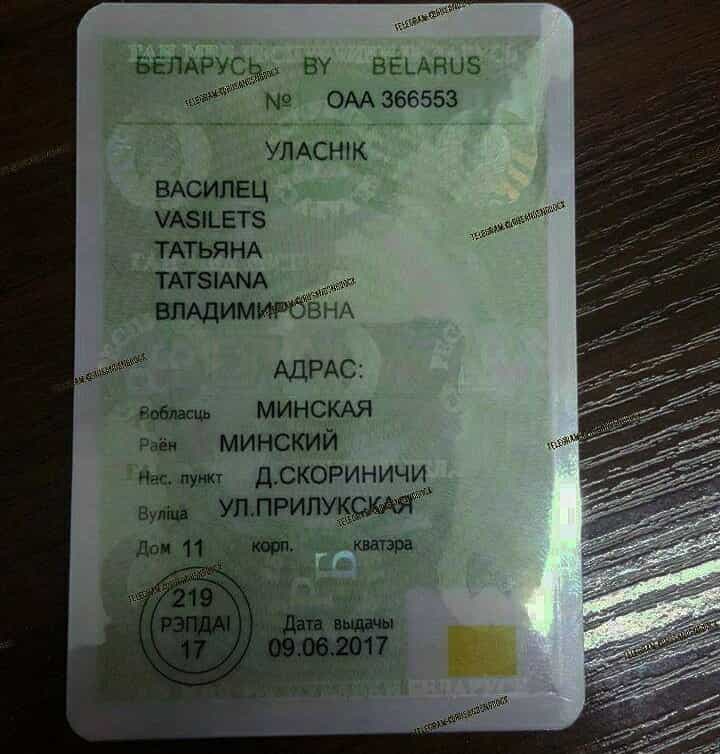 БЕЛАРУСЬ BY BELARUS
№ ОАА 366553
УЛАСНІК
ВАСИЛЕЦ
VASILETS
ТАТЬЯНА
TATSIANA
ВЛАДИМИРОВНА
АДРАС:
Вобласць МИНСКАЯ
Раён МИНСКИЙ
Нас. пункт Д.СКОРИНИЧИ
Вуліца УЛ.ПРИЛУКСКАЯ
Дом 11 корп. кватэра
219
РЭПДАІ
17
Дата выдачы
09.06.2017